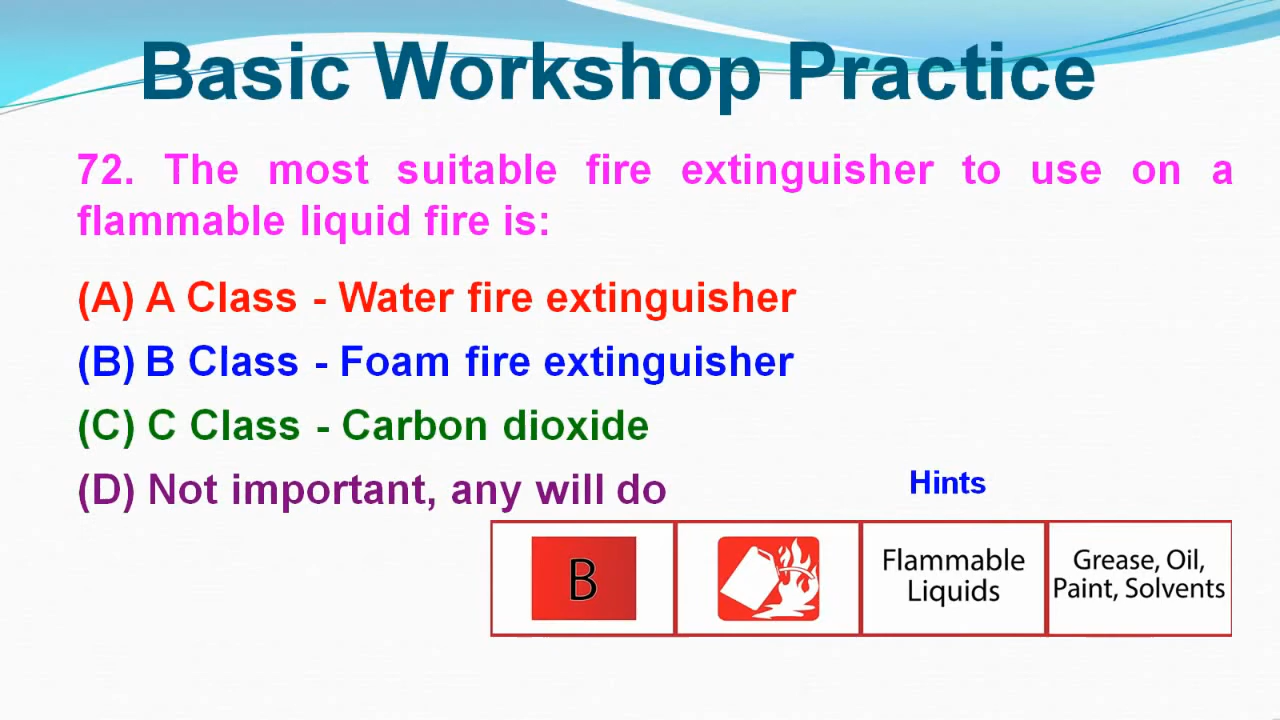 Basic Workshop Practice
72. The most suitable fire extinguisher to use on a
flammable liquid fire is:
(A) A Class - Water fire extinguisher
(B) B Class - Foam fire extinguisher
(C) C Class - Carbon dioxide
(D) Not important, any will do
Hints
B
Flammable
Liquids
Grease, Oil,
Paint, Solvents